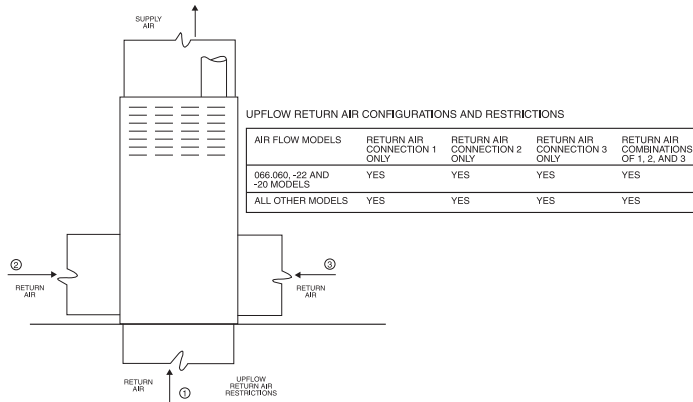 SUPPLY
AIR
UPFLOW RETURN AIR CONFIGURATIONS AND RESTRICTIONS
AIR FLOW MODELS
RETURN AIR
CONNECTION 1
ONLY
RETURN AIR
CONNECTION 2
ONLY
RETURN AIR
CONNECTION 3
ONLY
RETURN AIR
COMBINATIONS
OF 1, 2, AND 3
066.060, -22 AND
-20 MODELS
YES
YES
YES
YES
ALL OTHER MODELS
YES
YES
YES
YES
②
RETURN
AIR
③
RETURN
AIR
RETURN
AIR
①
UPFLOW
RETURN AIR
RESTRICTIONS